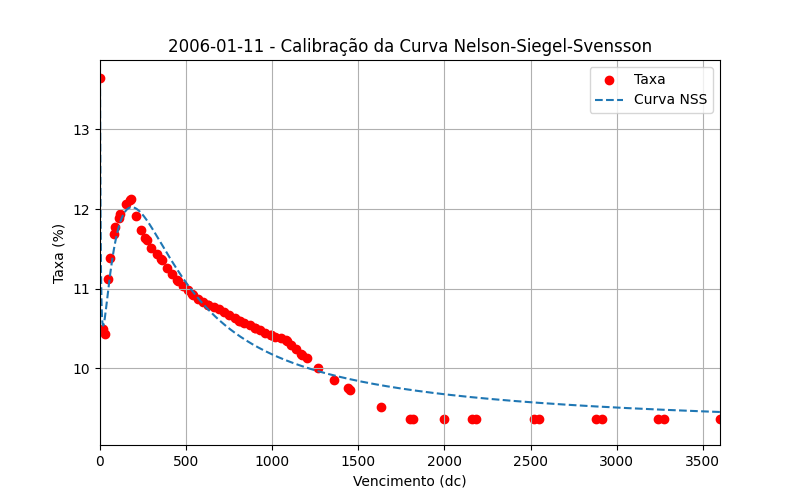 2006-01-11 - Calibração da Curva Nelson-Siegel-Svensson
Taxa
Curva NSS
Taxa (%)
13
12
11
10
0 500 1000 1500 2000 2500 3000 3500
Vencimento (dc)